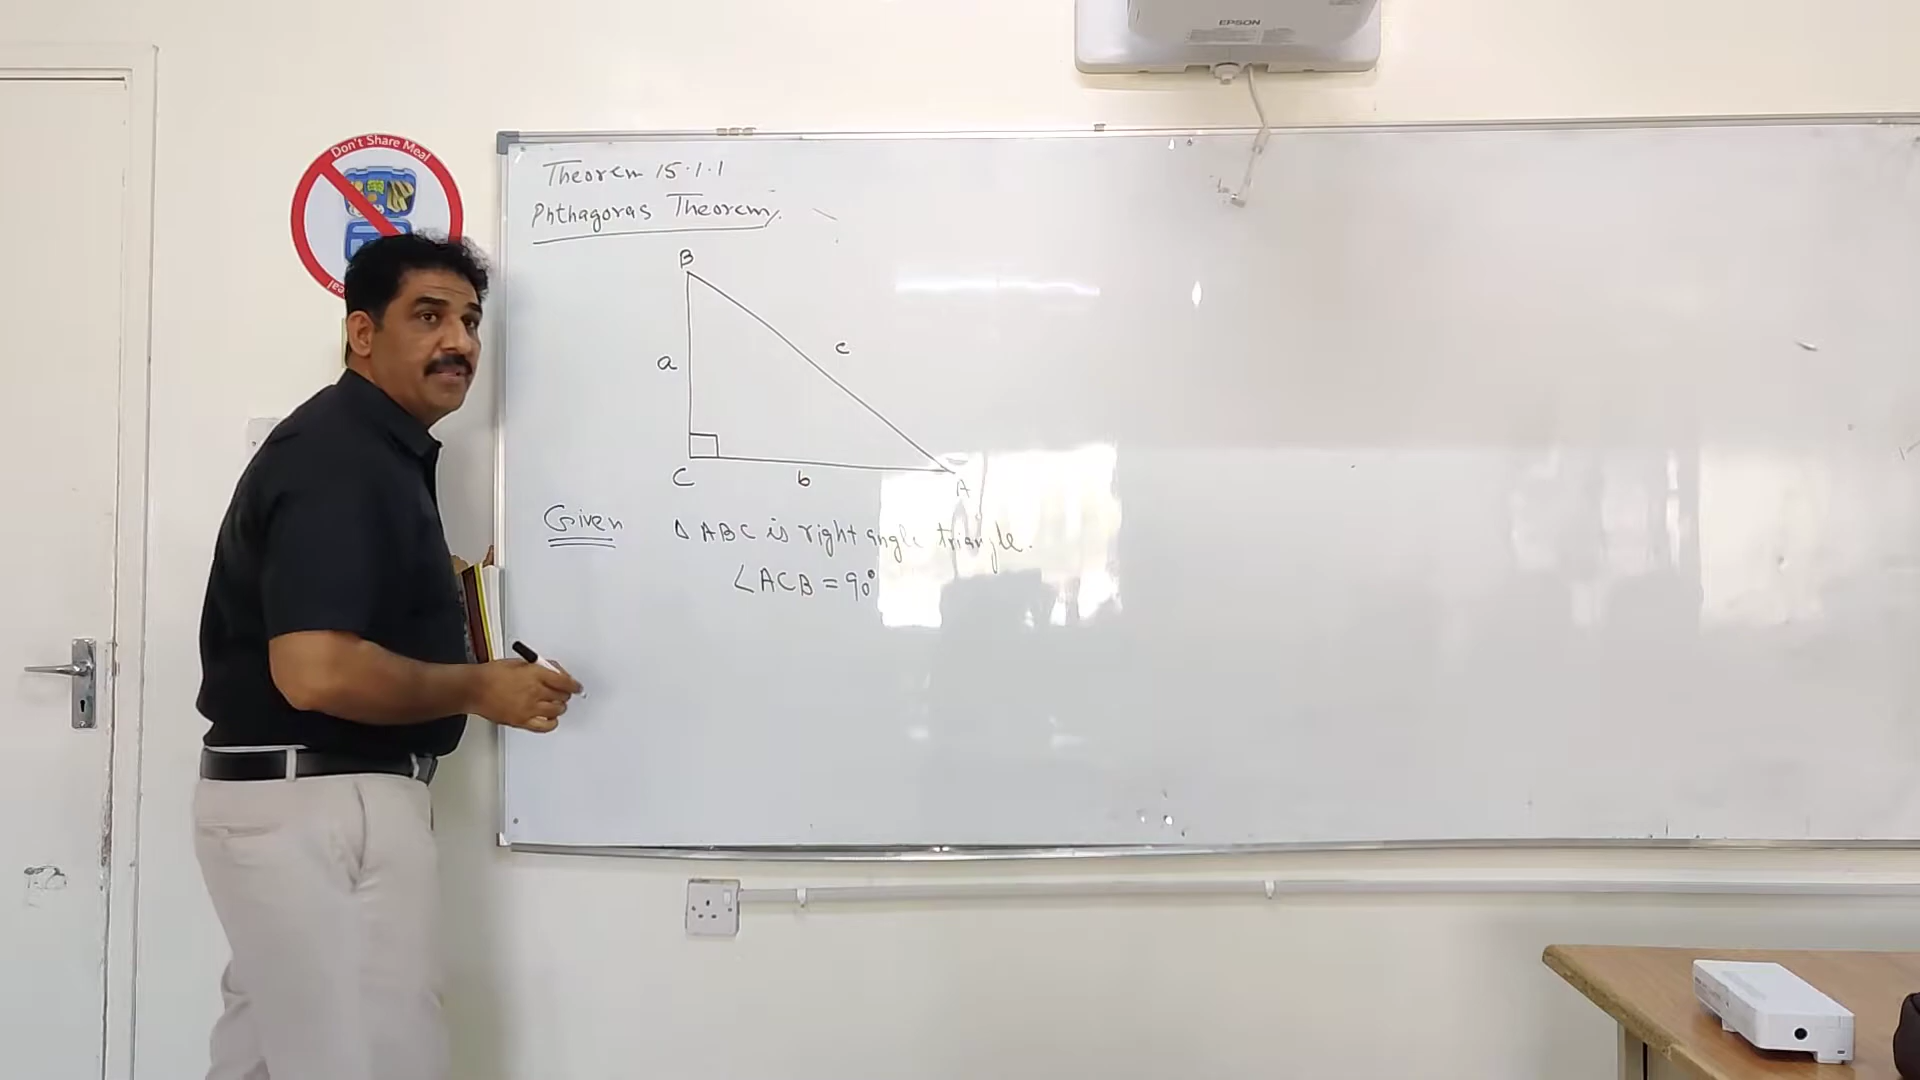 EPSON
Don't Share Meal
Theorem 15.1.1
Phthagoras Theorem.
B
a
c
C
b
A
Given
△ ABC is right angle triangle.
∠ACB = 90°